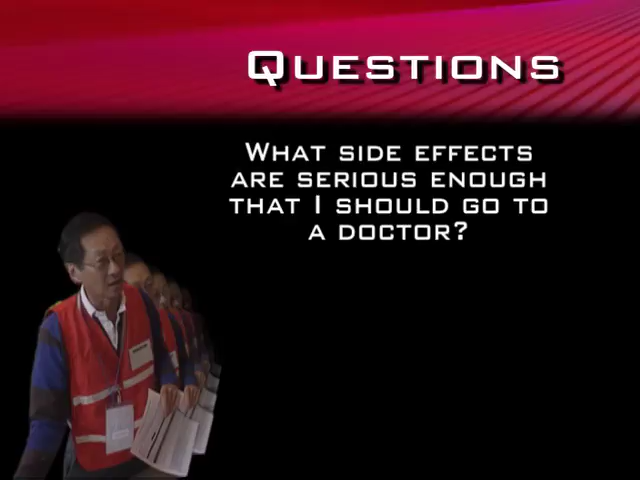 Questions
What side effects
are serious enough
that I should go to
a doctor?